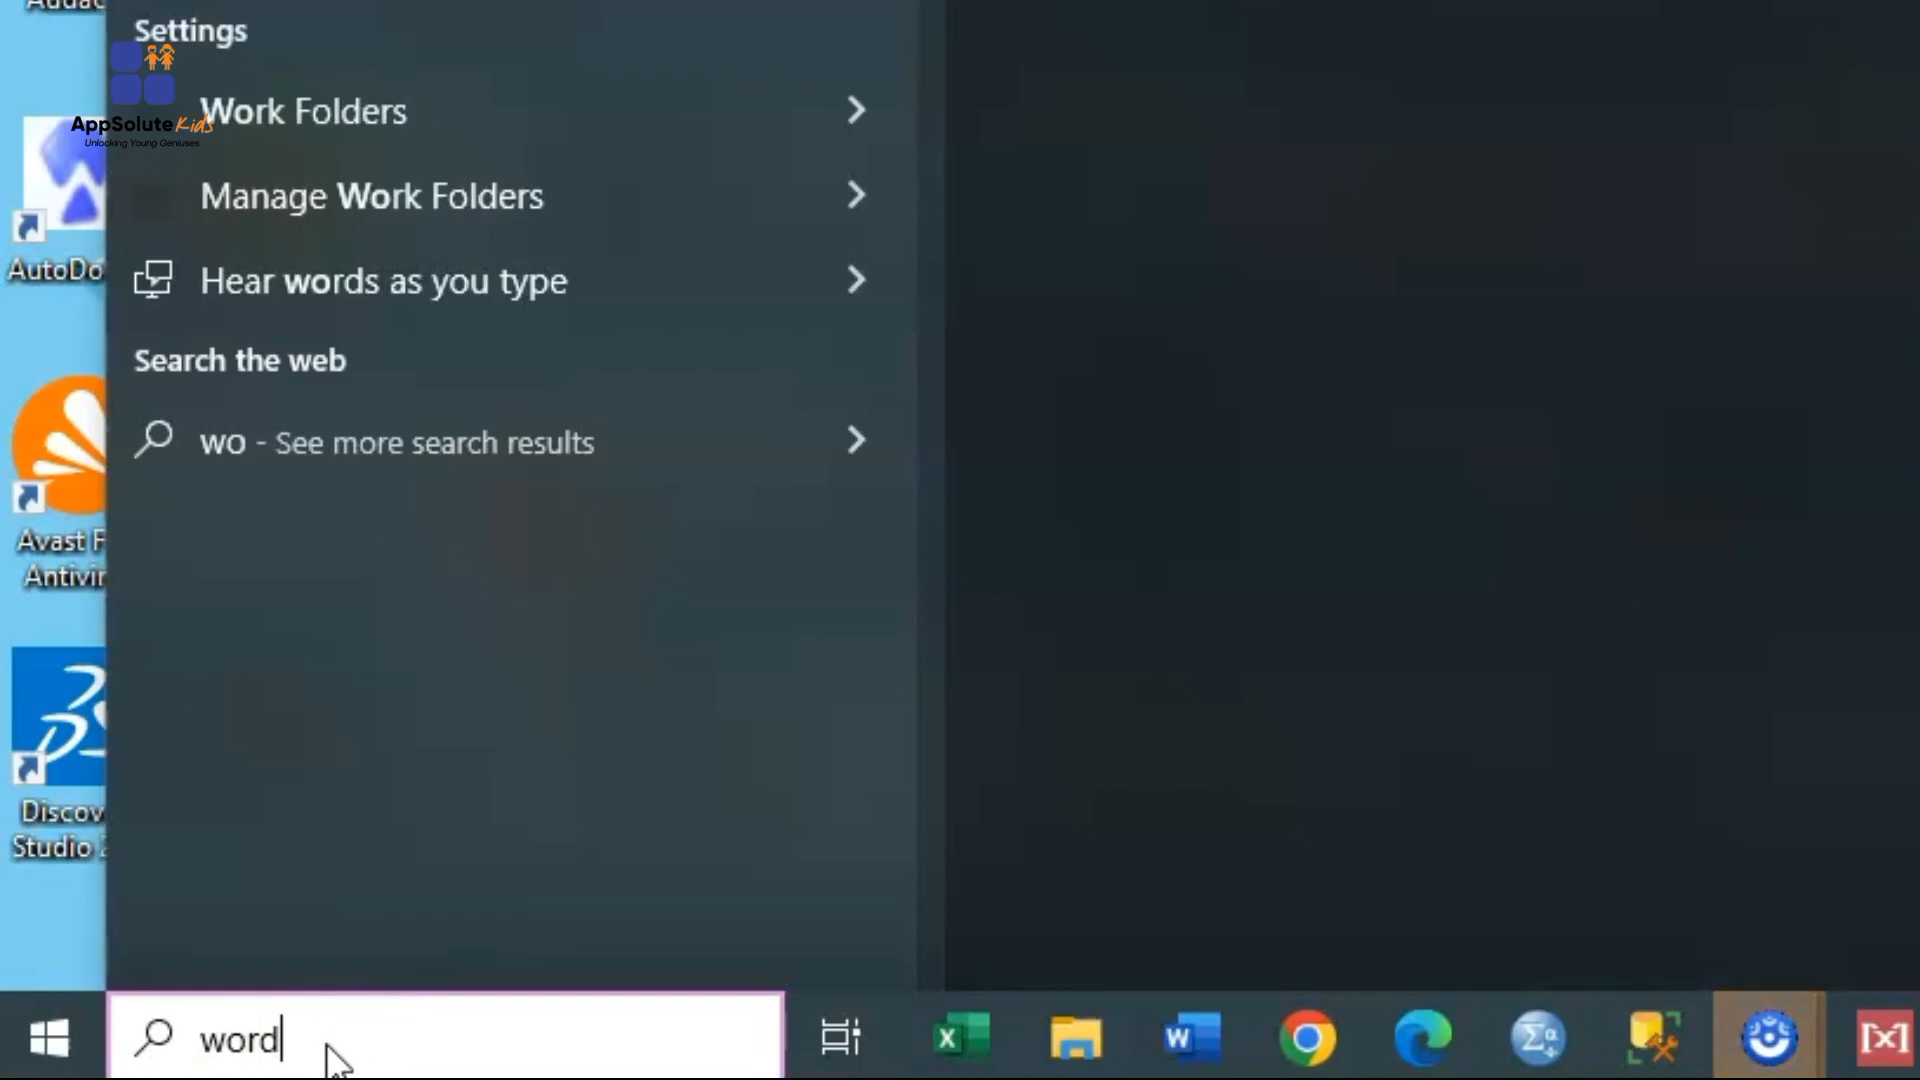 Settings
AppSolute Kids
Unlocking Young Geniuses
Work Folders
Manage Work Folders
AutoDo
Hear words as you type
Search the web
wo - See more search results
Avast F
Antivir
Discov
Studio
word